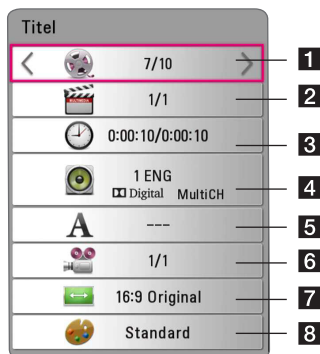 Titel
7/10 1
MULTIMEDIA 1/1 2
0:00:10/0:00:10 3
1 ENG
Digital MultiCH 4
A --- 5
1/1 6
16:9 Original 7
Standard 8